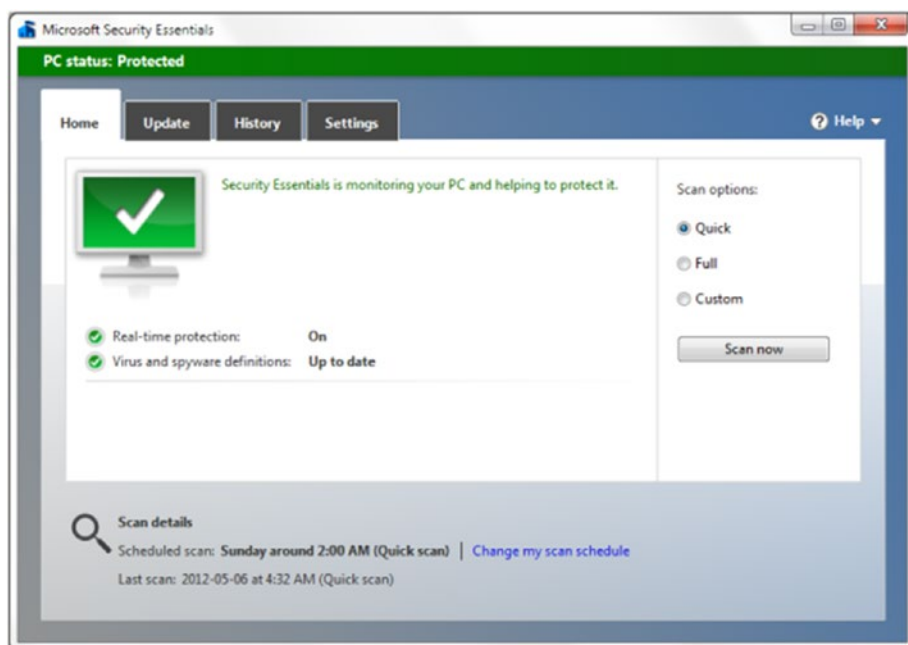 Microsoft Security Essentials
PC status: Protected
Home Update History Settings Help
Security Essentials is monitoring your PC and helping to protect it.
Scan options:
Quick
Full
Custom
Real-time protection: On
Virus and spyware definitions: Up to date
Scan now
Scan details
Scheduled scan: Sunday around 2:00 AM (Quick scan) | Change my scan schedule
Last scan: 2012-05-06 at 4:32 AM (Quick scan)